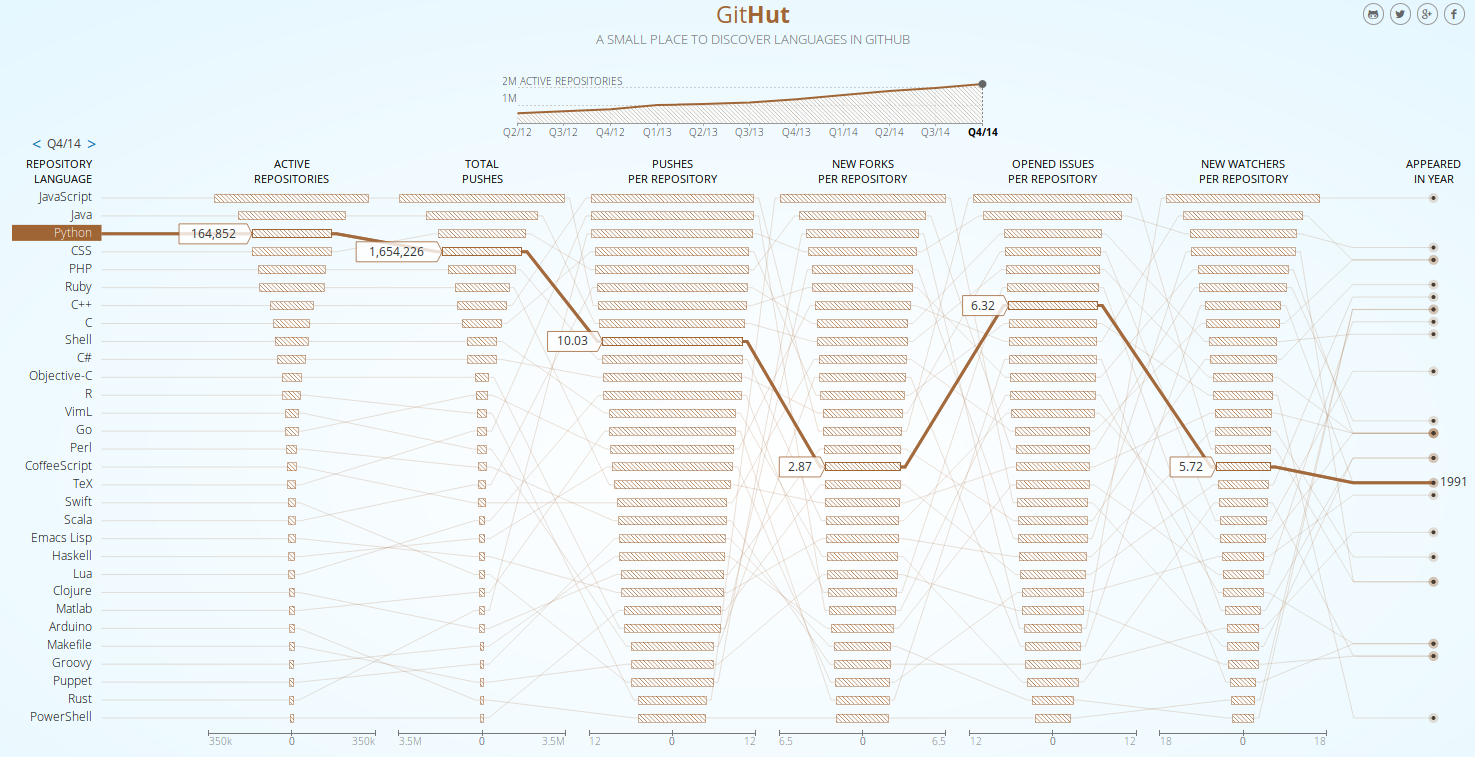 GitHut
A SMALL PLACE TO DISCOVER LANGUAGES IN GITHUB
2M ACTIVE REPOSITORIES
1M
Q2/12 Q3/12 Q4/12 Q1/13 Q2/13 Q3/13 Q4/13 Q1/14 Q2/14 Q3/14 Q4/14
< Q4/14 >
REPOSITORY LANGUAGE
ACTIVE REPOSITORIES
TOTAL PUSHES
PUSHES PER REPOSITORY
NEW FORKS PER REPOSITORY
OPENED ISSUES PER REPOSITORY
NEW WATCHERS PER REPOSITORY
APPEARED IN YEAR
JavaScript
Java
Python 164,852
CSS 1,654,226
PHP
Ruby
C++ 6.32
C
Shell 10.03
C#
Objective-C
R
VimL
Go
Perl
CoffeeScript 2.87 5.72
TeX 1991
Swift
Scala
Emacs Lisp
Haskell
Lua
Clojure
Matlab
Arduino
Makefile
Groovy
Puppet
Rust
PowerShell
350k 0 350k 3.5M 0 3.5M 12 0 12 6.5 0 6.5 12 0 12 18 0 18